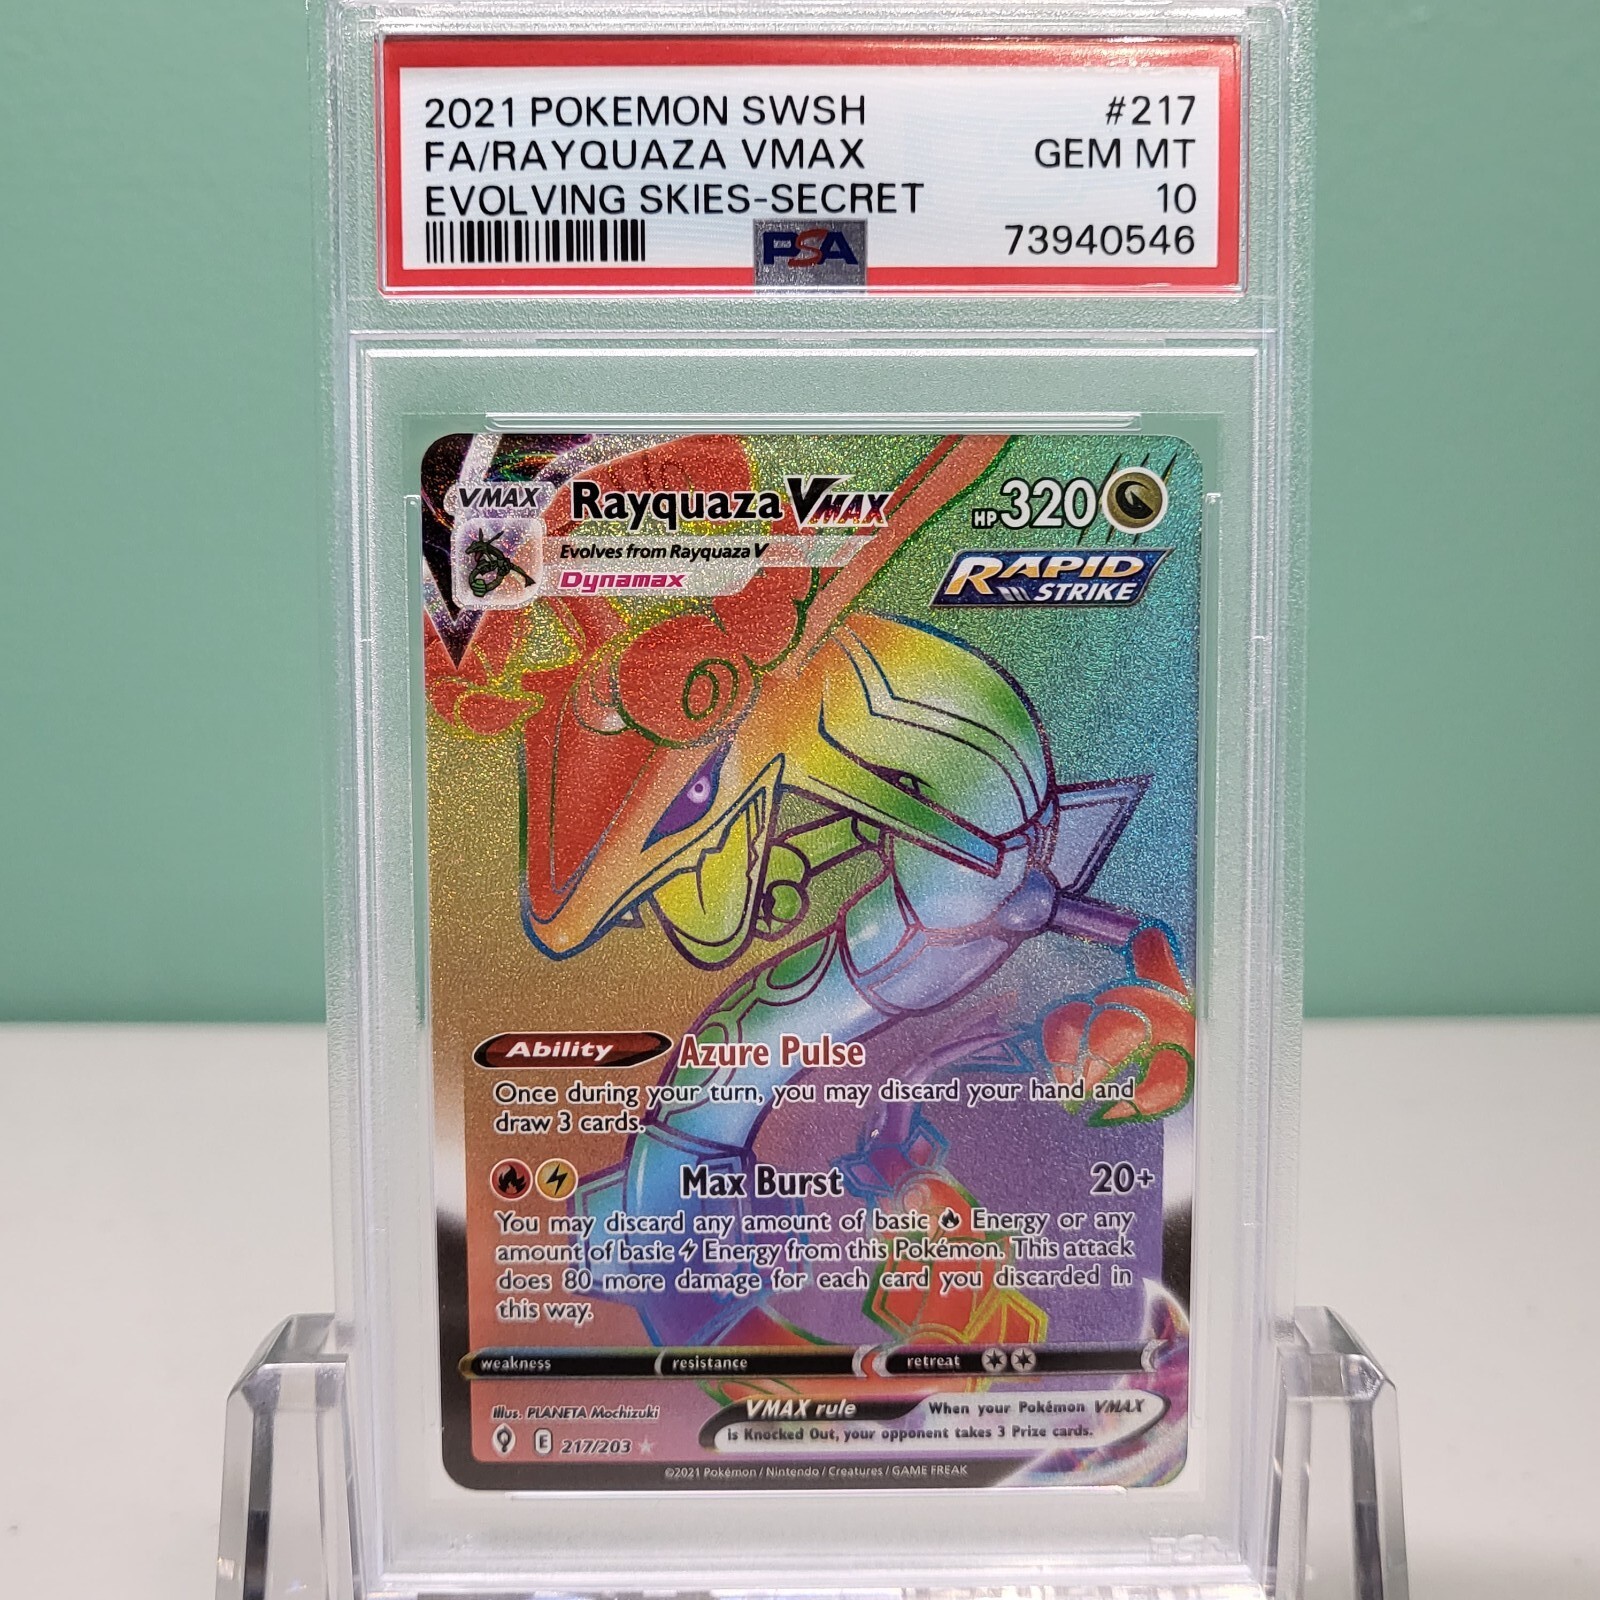 2021 POKEMON SWSH #217
FA/RAYQUAZA VMAX GEM MT
EVOLVING SKIES-SECRET 10
PSA 73940546
VMAX Rayquaza VMAX HP 320
Evolves from Rayquaza V
Dynamax
RAPID
STRIKE
Ability Azure Pulse
Once during your turn, you may discard your hand and
draw 3 cards.
Max Burst 20+
You may discard any amount of basic Energy or any
amount of basic Energy from this Pokémon. This attack
does 80 more damage for each card you discarded in
this way.
weakness resistance retreat
Illus. PLANETA Mochizuki
VMAX rule When your Pokémon VMAX
is Knocked Out, your opponent takes 3 Prize cards.
E 217/203
©2021 Pokémon / Nintendo / Creatures / GAME FREAK